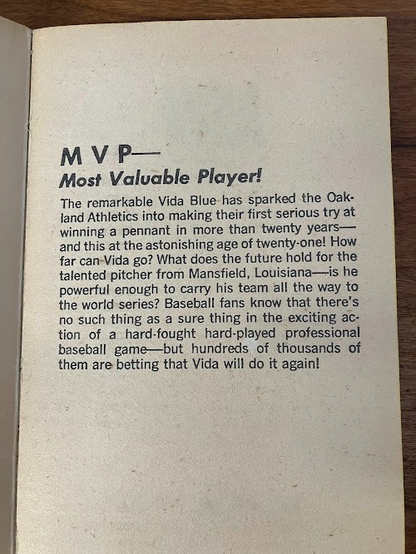 M V P—
Most Valuable Player!
The remarkable Vida Blue has sparked the Oak-
land Athletics into making their first serious try at
winning a pennant in more than twenty years—
and this at the astonishing age of twenty-one! How
far can Vida go? What does the future hold for the
talented pitcher from Mansfield, Louisiana—is he
powerful enough to carry his team all the way to
the world series? Baseball fans know that there's
no such thing as a sure thing in the exciting ac-
tion of a hard-fought hard-played professional
baseball game—but hundreds of thousands of
them are betting that Vida will do it again!